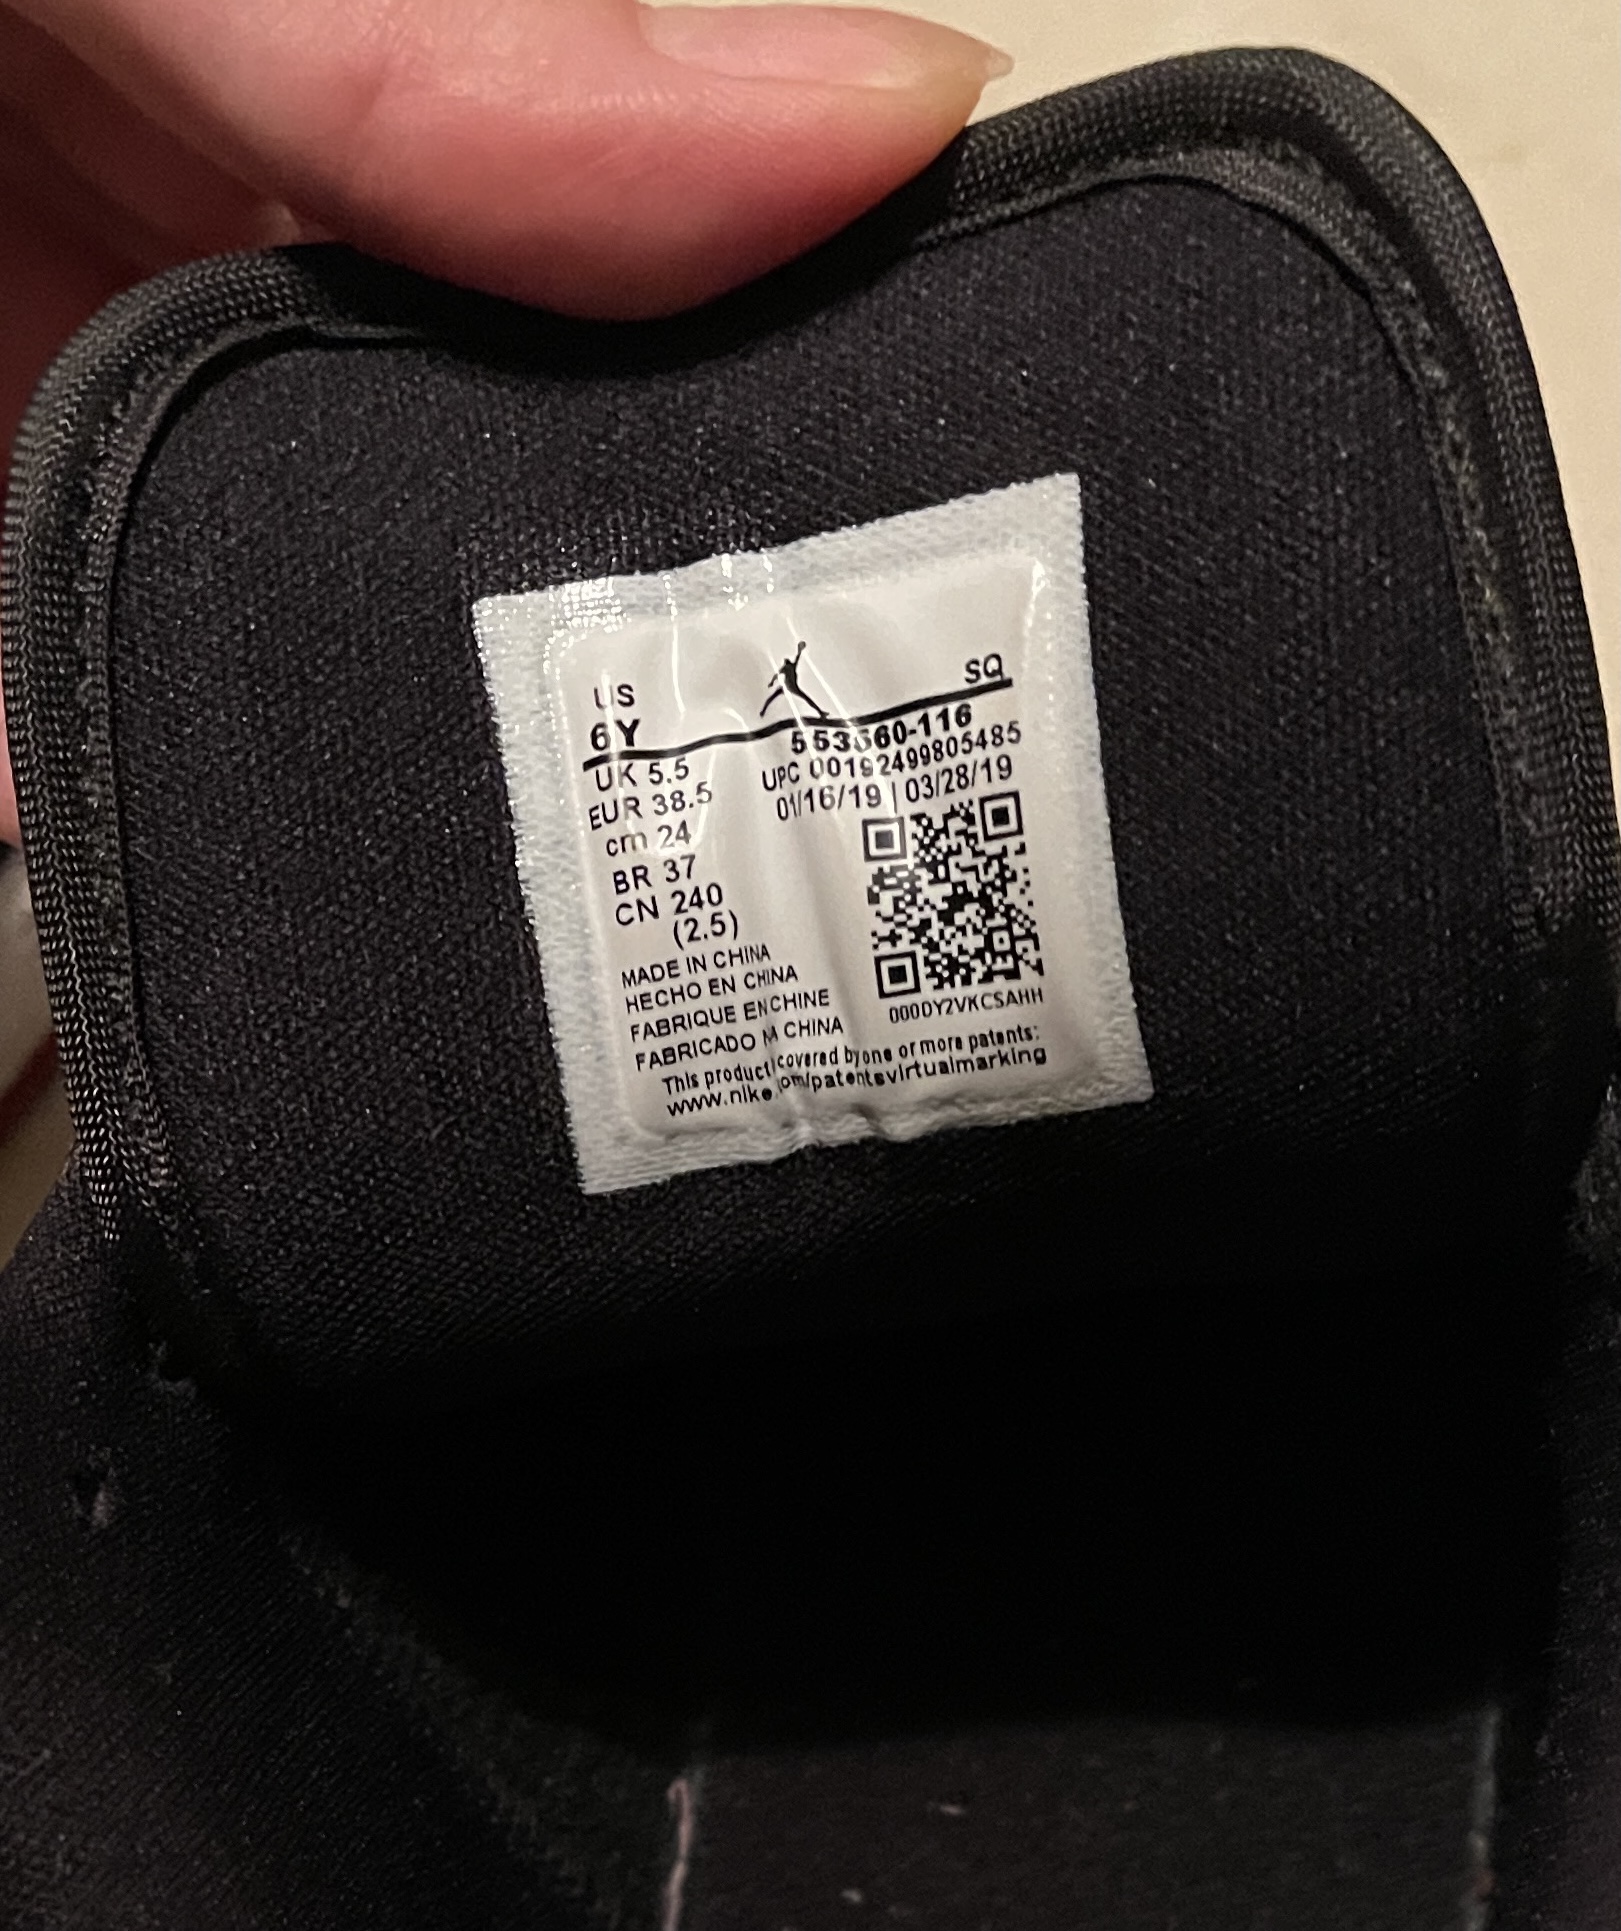 US
SQ
6Y
553560-116
UK 5.5
UPC 00192499805485
EUR 38.5
01/16/19 | 03/28/19
cm 24
BR 37
CN 240
(2.5)
MADE IN CHINA
HECHO EN CHINA
FABRIQUE EN CHINE
FABRICADO NA CHINA
000DY2VKCSAHH
This product covered by one or more patents:
www.nike.com/patentsvirtualmarking